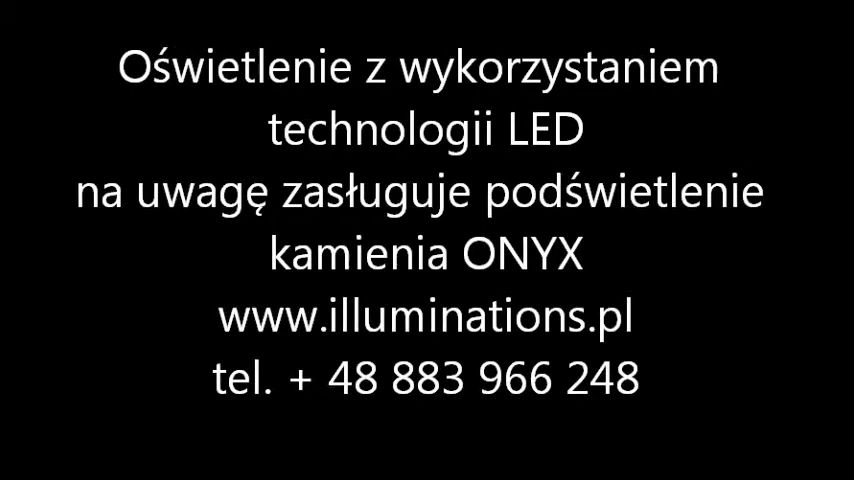 Oświetlenie z wykorzystaniem
technologii LED
na uwagę zasługuje podświetlenie
kamienia ONYX
www.illuminations.pl
tel. + 48 883 966 248